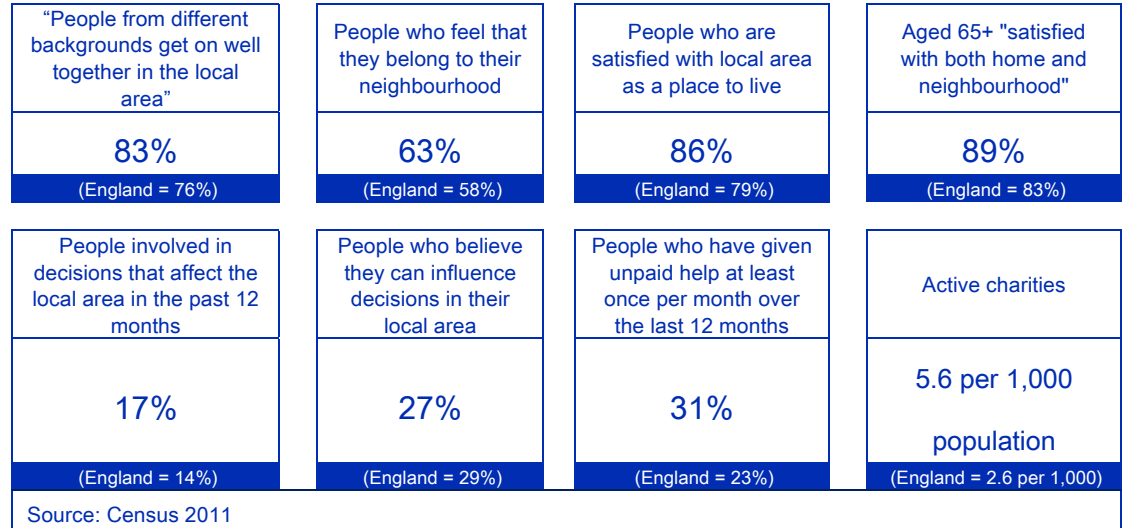 “People from different
backgrounds get on well
together in the local
area”
83%
(England = 76%)
People who feel that
they belong to their
neighbourhood
63%
(England = 58%)
People who are
satisfied with local area
as a place to live
86%
(England = 79%)
Aged 65+ "satisfied
with both home and
neighbourhood"
89%
(England = 83%)
People involved in
decisions that affect the
local area in the past 12
months
17%
(England = 14%)
People who believe
they can influence
decisions in their
local area
27%
(England = 29%)
People who have given
unpaid help at least
once per month over
the last 12 months
31%
(England = 23%)
Active charities
5.6 per 1,000
population
(England = 2.6 per 1,000)
Source: Census 2011